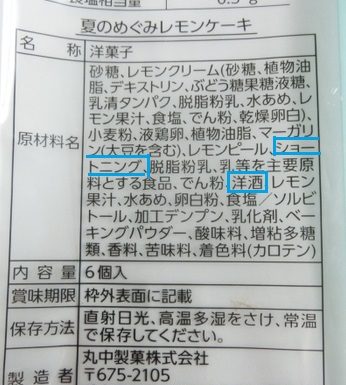 食塩相当量 0.3 g
夏のめぐみレモンケーキ
名 称 洋菓子
原材料名
砂糖、レモンクリーム(砂糖、植物油
脂、デキストリン、ぶどう糖果糖液糖、
乳清タンパク、脱脂粉乳、水あめ、レ
モン果汁、食塩、でん粉、乾燥卵白)、
小麦粉、液鶏卵、植物油脂、マーガリ
ン(大豆を含む)、レモンピール、ショー
トニング、脱脂粉乳、乳等を主要原
料とする食品、でん粉、洋酒、レモン
果汁、水あめ、卵白粉、食塩／ソルビ
トール、加工デンプン、乳化剤、ベー
キングパウダー、酸味料、増粘多糖
類、香料、苦味料、着色料(カロテン)
内 容 量 6個入
賞味期限 枠外表面に記載
保存方法 直射日光、高温多湿をさけ、常温
で保存してください。
製 造 者 丸中製菓株式会社
〒675-2105